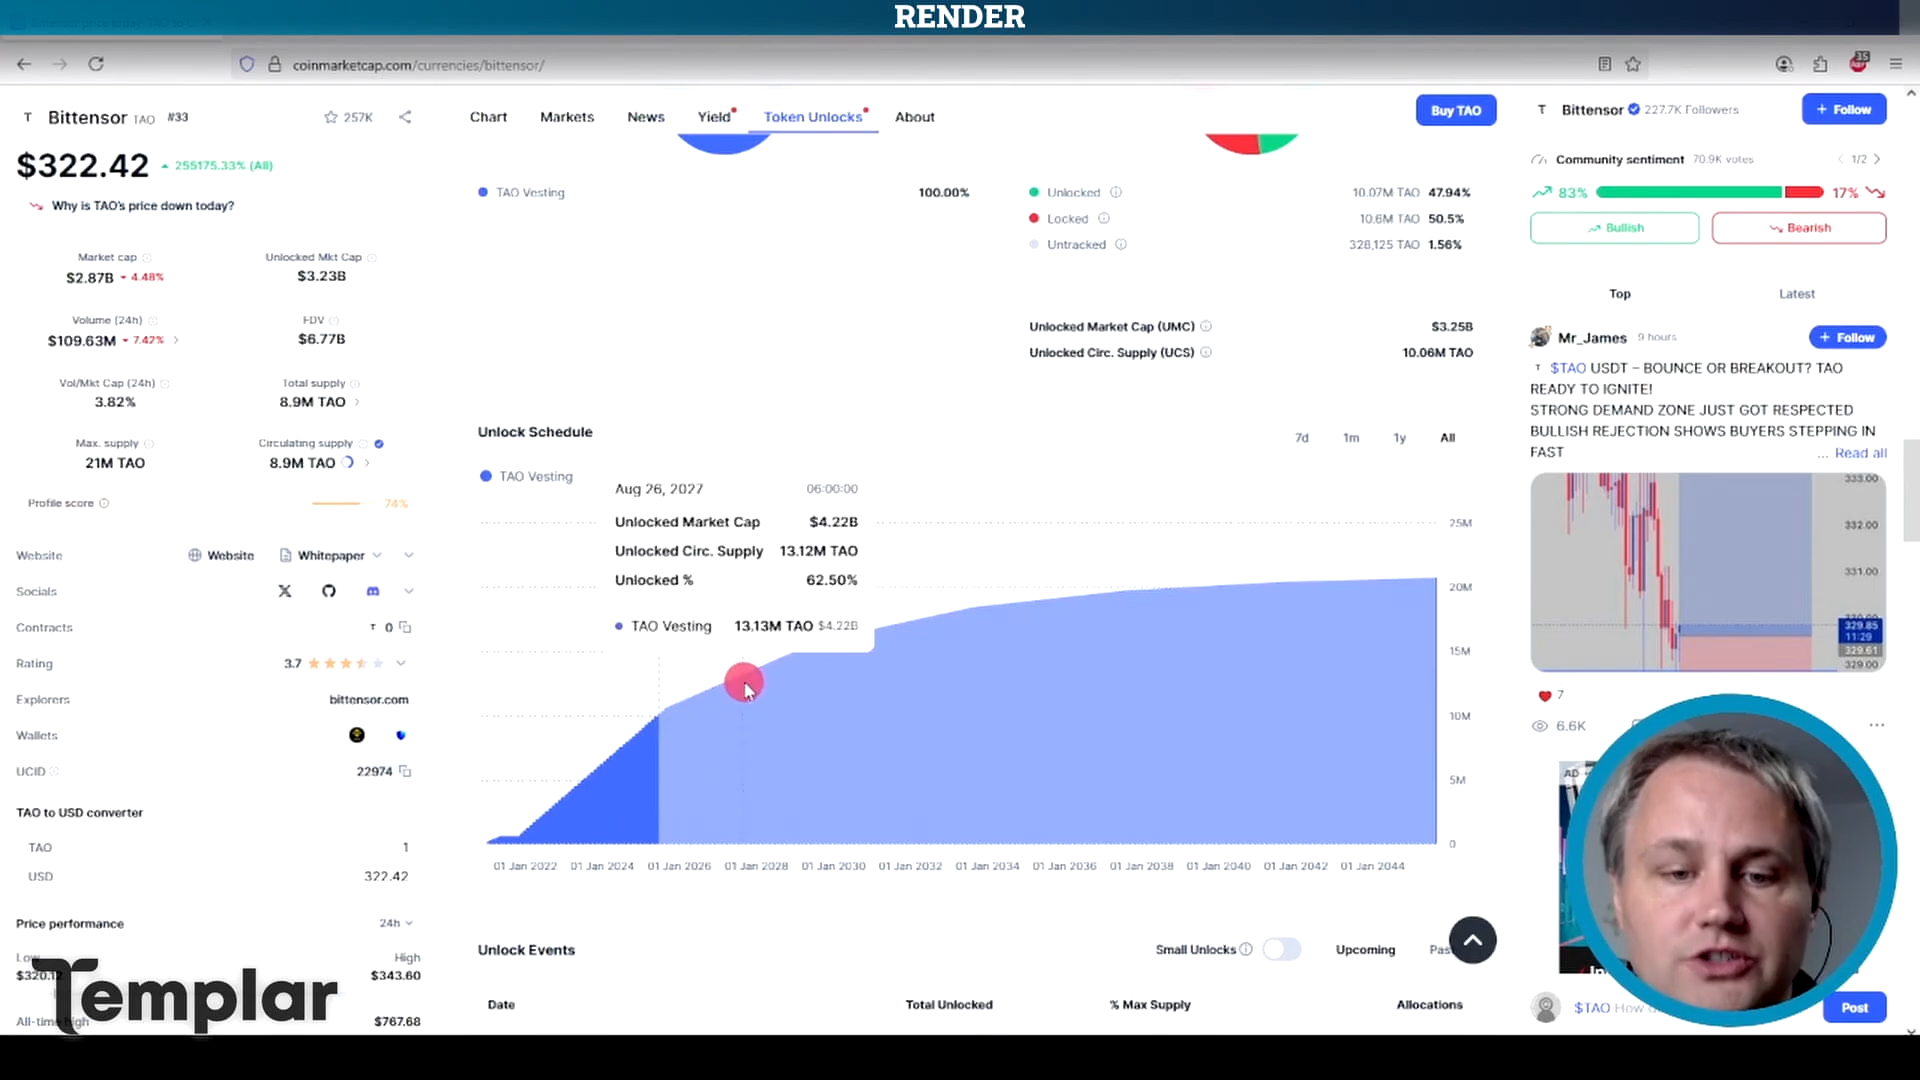 RENDER
coinmarketcap.com/currencies/bittensor/
35
T Bittensor TAO #33
257K
$322.42 255175.33% (All)
Why is TAO's price down today?
Market cap
$2.87B 4.48%
Unlocked Mkt Cap
$3.23B
Volume (24h)
$109.63M 7.42%
FDV
$6.77B
Vol/Mkt Cap (24h)
3.82%
Total supply
8.9M TAO
Max. supply
21M TAO
Circulating supply
8.9M TAO
Profile score 74%
Website Website Whitepaper
Socials
Contracts T 0
Rating 3.7
Explorers bittensor.com
Wallets
UCID 22974
TAO to USD converter
TAO 1
USD 322.42
Price performance 24h
Low High
$343.60
All-time high $767.68
Templar
Chart Markets News Yield Token Unlocks About
Buy TAO
TAO Vesting 100.00%
Unlocked 10.07M TAO 47.94%
Locked 10.6M TAO 50.5%
Untracked 328,125 TAO 1.56%
Unlocked Market Cap (UMC) $3.25B
Unlocked Circ. Supply (UCS) 10.06M TAO
Unlock Schedule
7d 1m 1y All
TAO Vesting
Aug 26, 2027 06:00:00
Unlocked Market Cap $4.22B
Unlocked Circ. Supply 13.12M TAO
Unlocked % 62.50%
TAO Vesting 13.13M TAO $4.22B
25M
20M
15M
10M
5M
0
01 Jan 2022 01 Jan 2024 01 Jan 2026 01 Jan 2028 01 Jan 2030 01 Jan 2032 01 Jan 2034 01 Jan 2036 01 Jan 2038 01 Jan 2040 01 Jan 2042 01 Jan 2044
Unlock Events
Small Unlocks Upcoming
Date Total Unlocked % Max Supply Allocations
T Bittensor 227.7K Followers
+ Follow
Community sentiment 70.9K votes 1/2
83% 17%
Bullish Bearish
Top Latest
Mr_James 9 hours
+ Follow
T $TAO USDT – BOUNCE OR BREAKOUT? TAO
READY TO IGNITE!
STRONG DEMAND ZONE JUST GOT RESPECTED
BULLISH REJECTION SHOWS BUYERS STEPPING IN
FAST ... Read all
333.00
332.00
331.00
329.85
11:29
329.61
329.00
7
6.6K
AD
$TAO How
Post